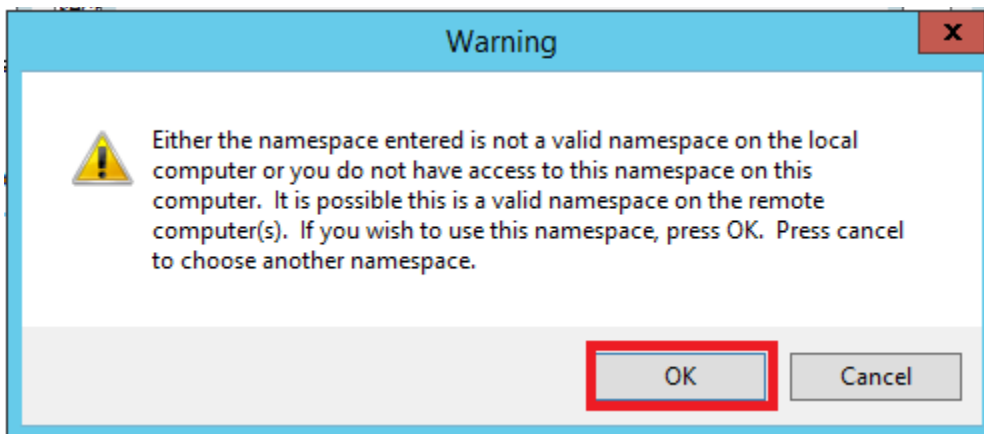 Warning
x
Either the namespace entered is not a valid namespace on the local
computer or you do not have access to this namespace on this
computer.  It is possible this is a valid namespace on the remote
computer(s).  If you wish to use this namespace, press OK.  Press cancel
to choose another namespace.
OK
Cancel